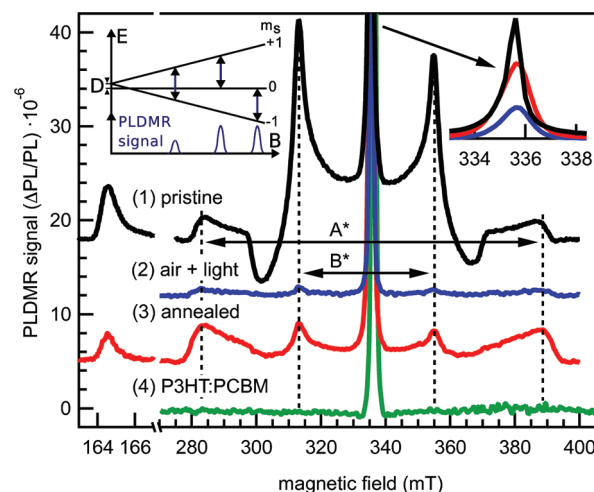 PLDMR signal (ΔPL/PL) ·10⁻⁶
40
30
20
10
0
E
D
mₛ
+1
0
-1
PLDMR
signal
B
334
336
338
(1) pristine
A*
(2) air + light
B*
(3) annealed
(4) P3HT:PCBM
164 166 280 300 320 340 360 380 400
magnetic field (mT)